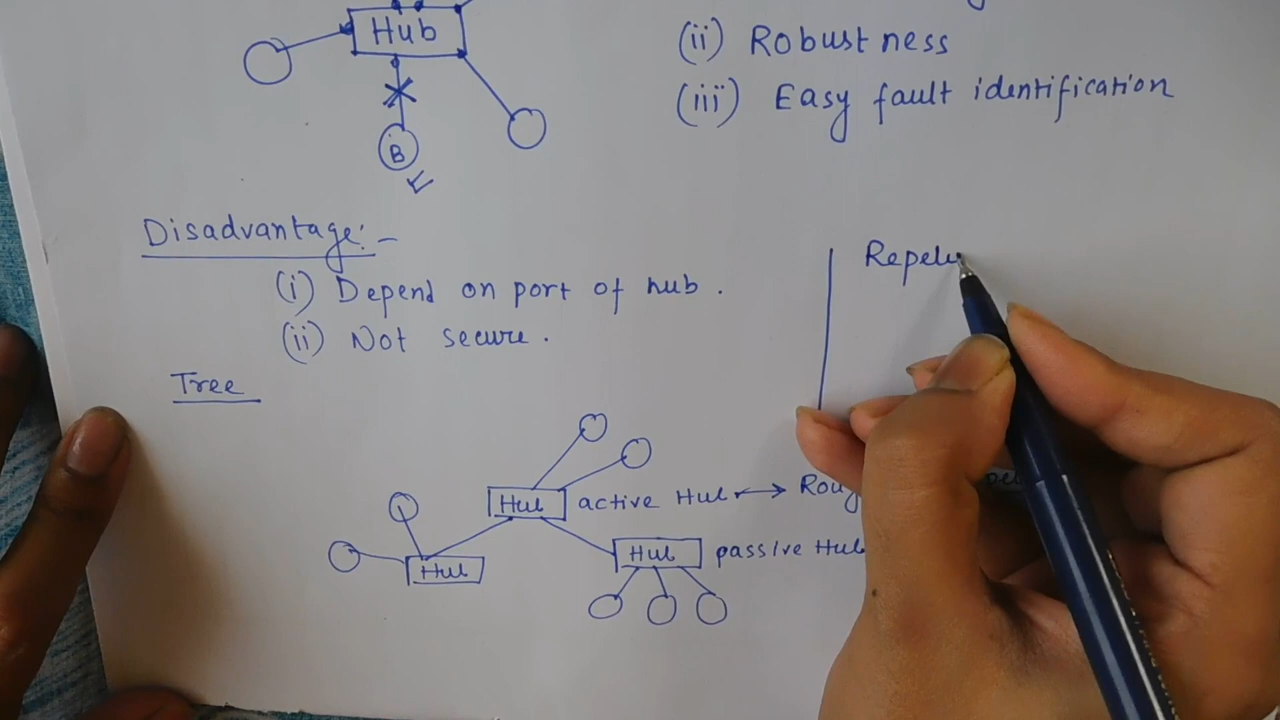 Hub
(ii) Robustness
(iii) Easy fault identification
B
Disadvantage:-
(i) Depend on port of hub.
(ii) Not secure.
Tree
Hub active Hub
Hub passive Hub
Hub